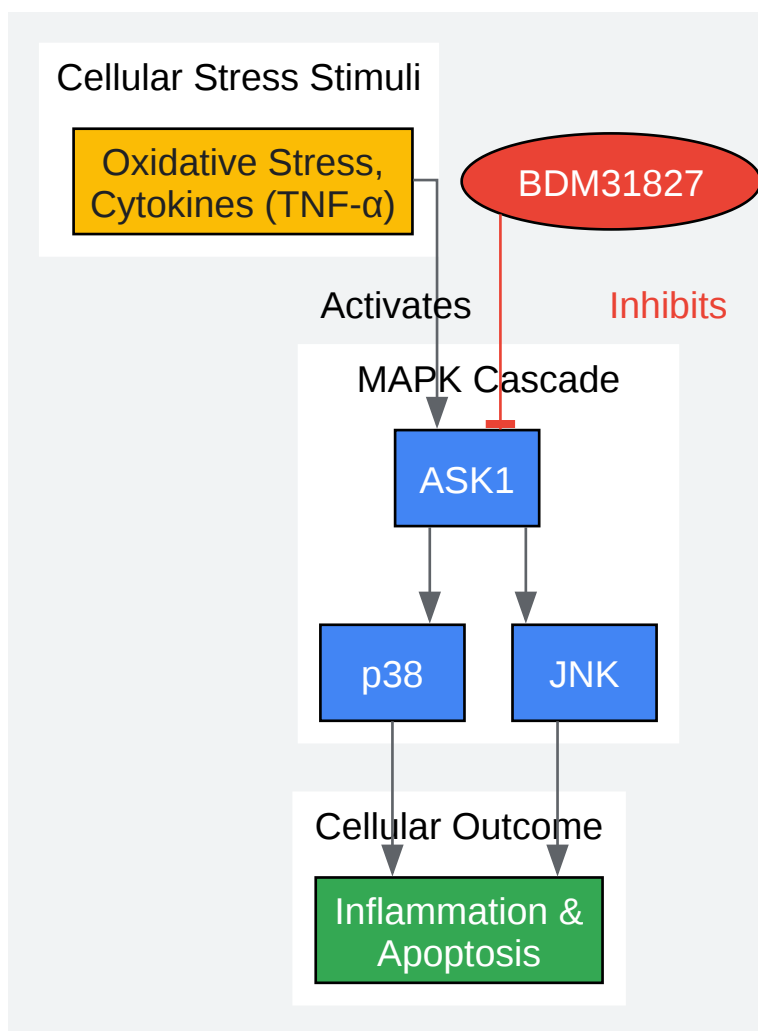 Cellular Stress Stimuli
Oxidative Stress,
Cytokines (TNF-α)
BDM31827
Activates
Inhibits
MAPK Cascade
ASK1
p38
JNK
Cellular Outcome
Inflammation &
Apoptosis